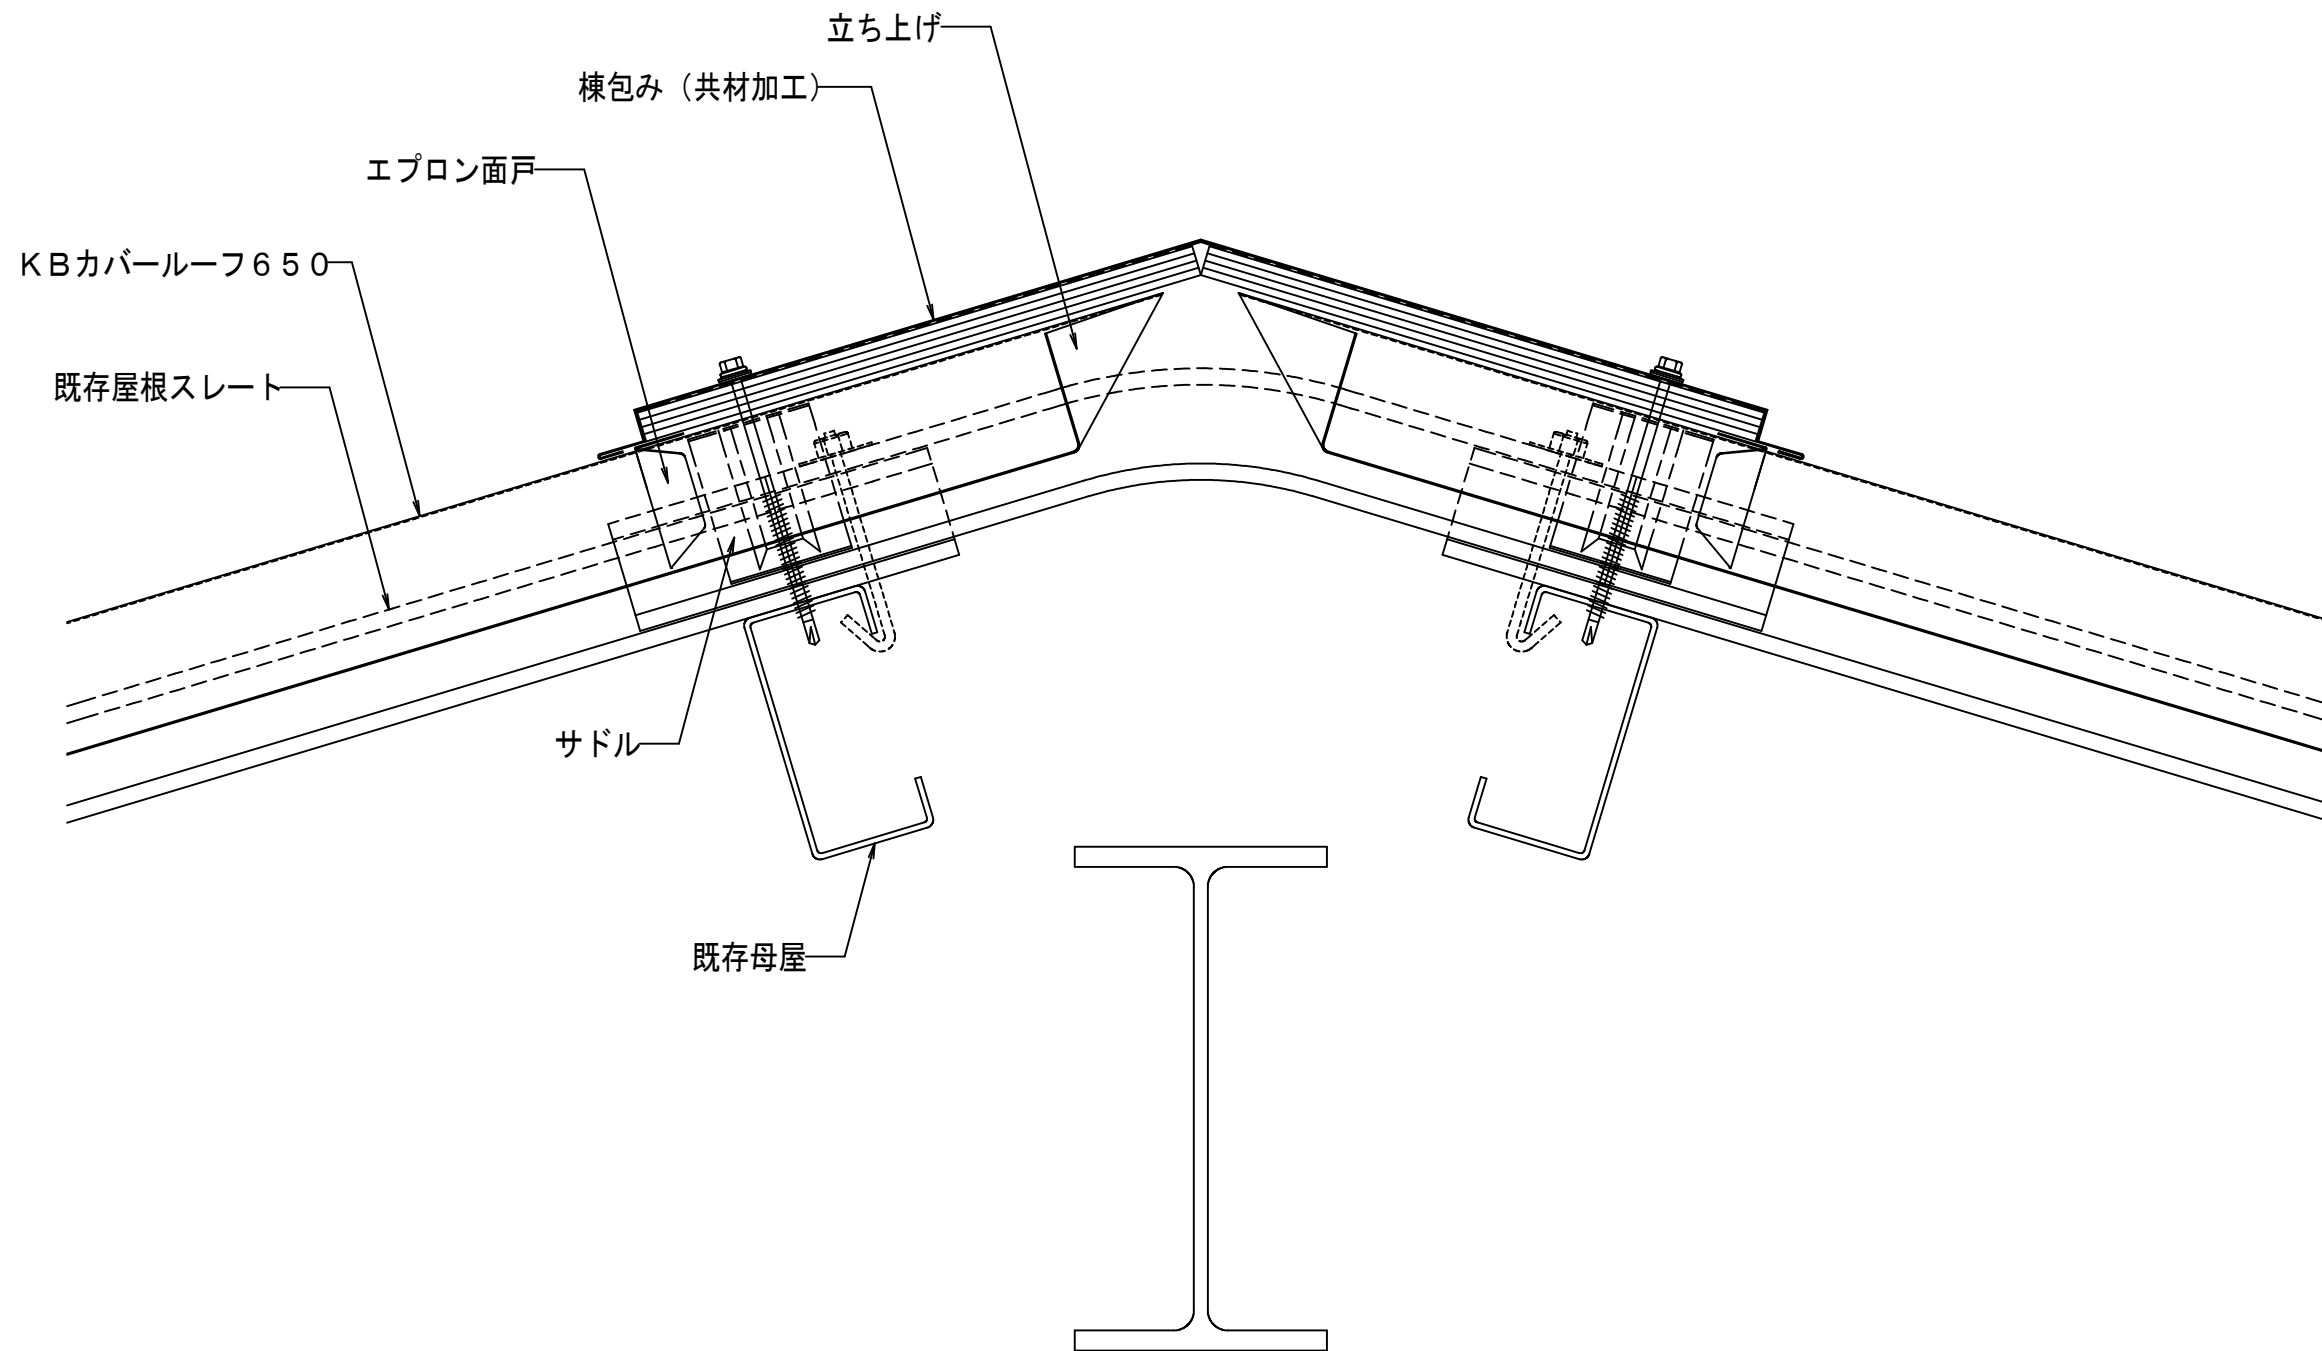 立ち上げ
棟包み（共材加工）
エプロン面戸
ＫＢカバールーフ６５０
既存屋根スレート
サドル
既存母屋